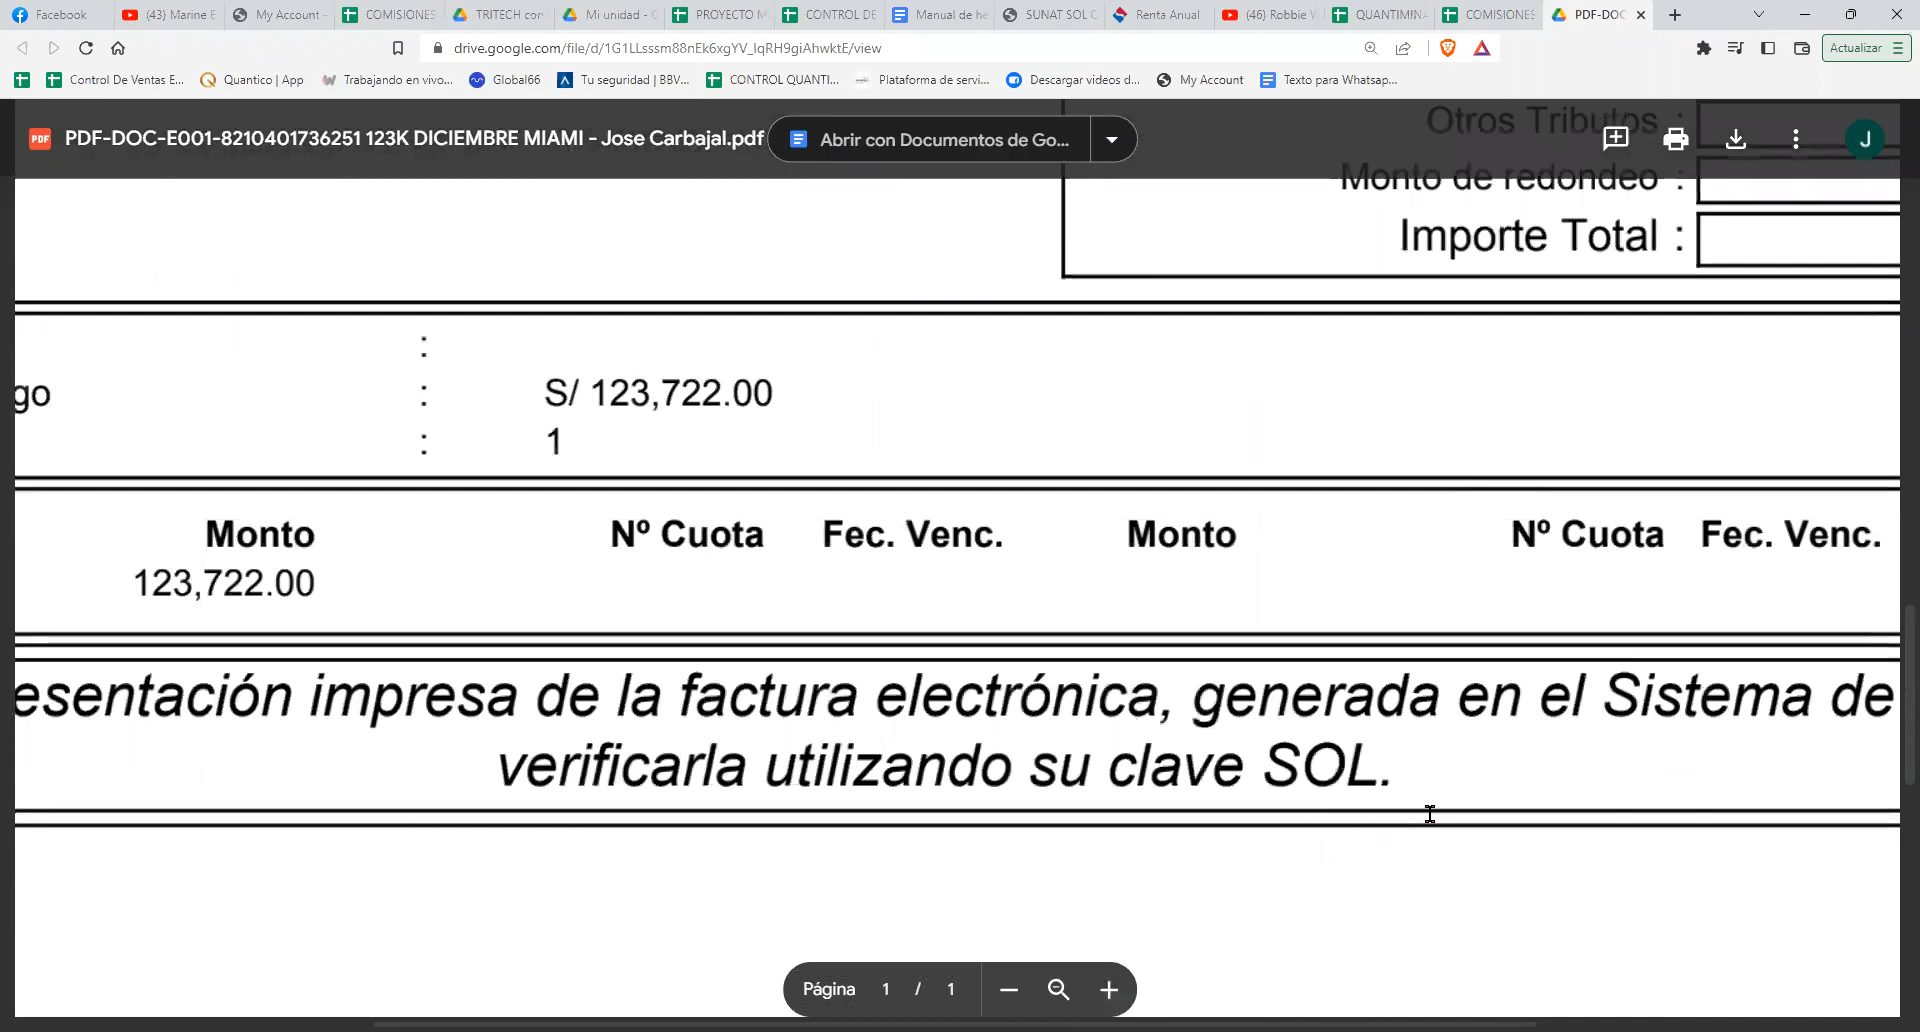 Facebook
(43) Marine E
My Account -
COMISIONES
TRITECH cor
Mi unidad - G
PROYECTO M
CONTROL DE
Manual de he
SUNAT SOL C
Renta Anual
(46) Robbie W
QUANTIMIN
COMISIONES
PDF-DOC
drive.google.com/file/d/1G1LLsssm88nEk6xgYV_lqRH9giAhwktE/view
Actualizar
Control De Ventas E...
Quantico | App
Trabajando en vivo...
Global66
Tu seguridad | BBV...
CONTROL QUANTI...
Plataforma de servi...
Descargar videos d...
My Account
Texto para Whatsap...
PDF PDF-DOC-E001-8210401736251 123K DICIEMBRE MIAMI - Jose Carbajal.pdf
Abrir con Documentos de Go...
J
Otros Tributos :
Monto de redondeo :
Importe Total :
:
go : S/ 123,722.00
: 1
Monto Nº Cuota Fec. Venc. Monto Nº Cuota Fec. Venc.
123,722.00
esentación impresa de la factura electrónica, generada en el Sistema de
verificarla utilizando su clave SOL.
Página 1 / 1